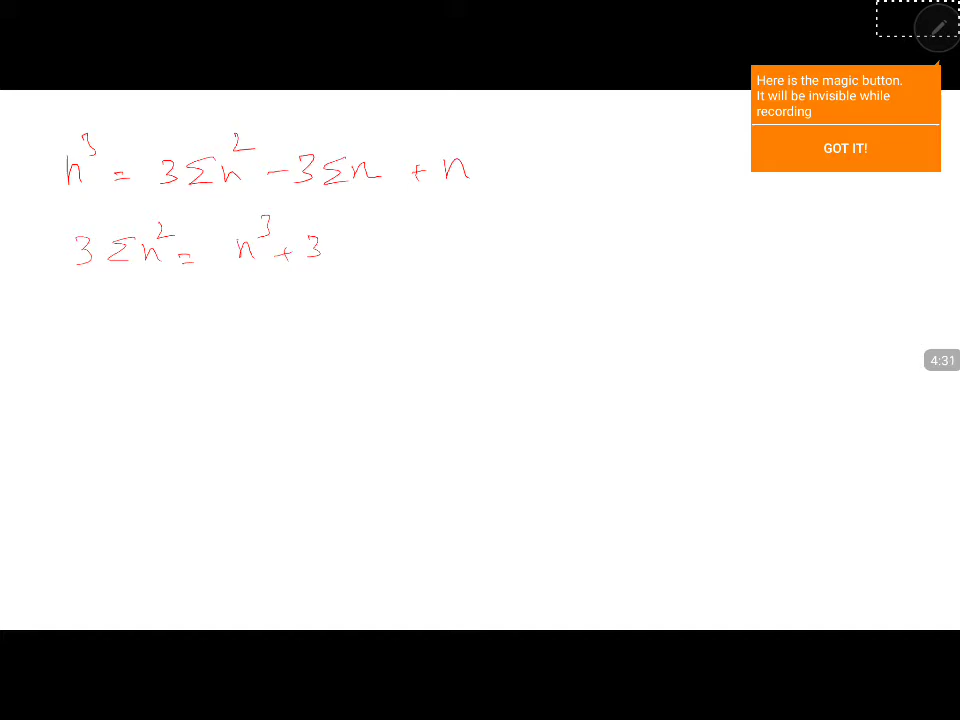 Here is the magic button.
It will be invisible while
recording
GOT IT!
n³ = 3Σn² - 3Σn + n
3Σn² = n³ + 3
4:31